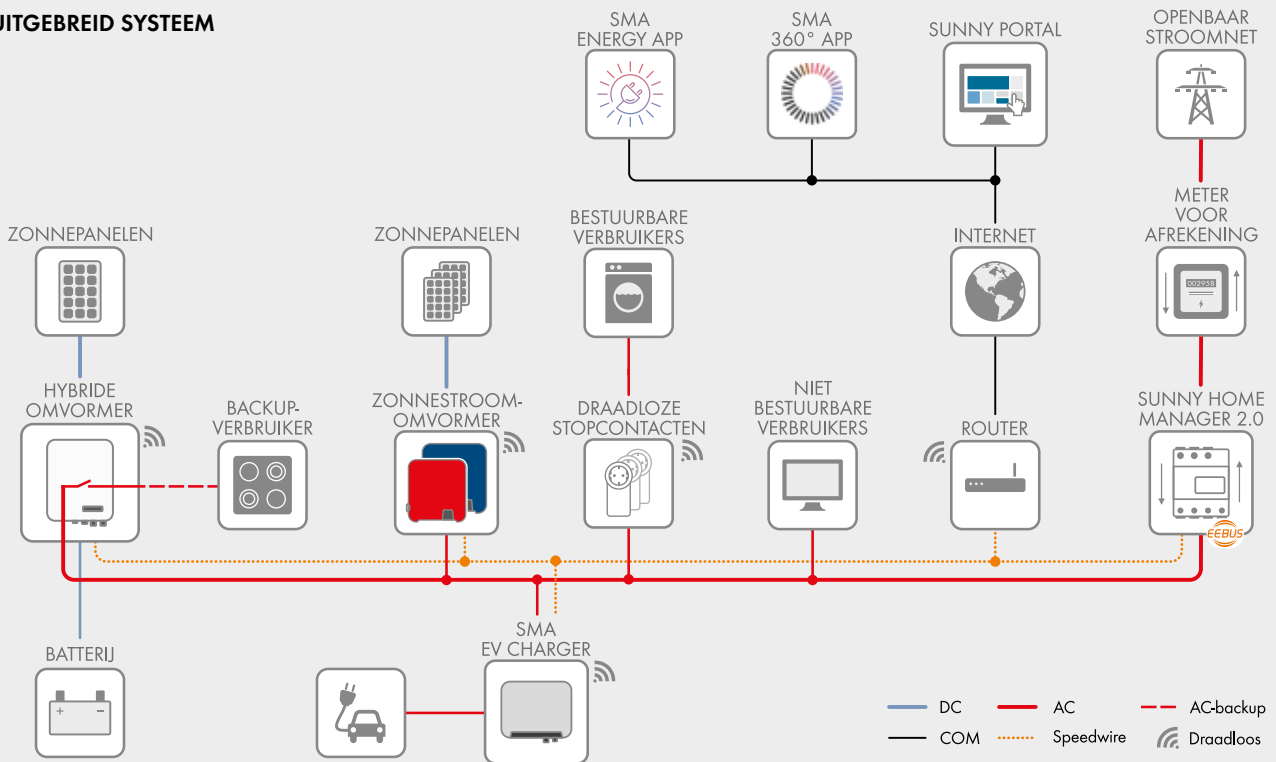 UITGEBREID SYSTEEM
SMA
ENERGY APP
SMA
360° APP
SUNNY PORTAL
OPENBAAR
STROOMNET
ZONNEPANELEN
ZONNEPANELEN
BESTUURBARE
VERBRUIKERS
INTERNET
METER
VOOR
AFREKENING
002958
HYBRIDE
OMVORMER
BACKUP-
VERBRUIKER
ZONNESTROOM-
OMVORMER
DRAADLOZE
STOPCONTACTEN
NIET
BESTUURBARE
VERBRUIKERS
ROUTER
SUNNY HOME
MANAGER 2.0
EEBUS
BATTERIJ
+ -
SMA
EV CHARGER
DC
AC
AC-backup
COM
Speedwire
Draadloos